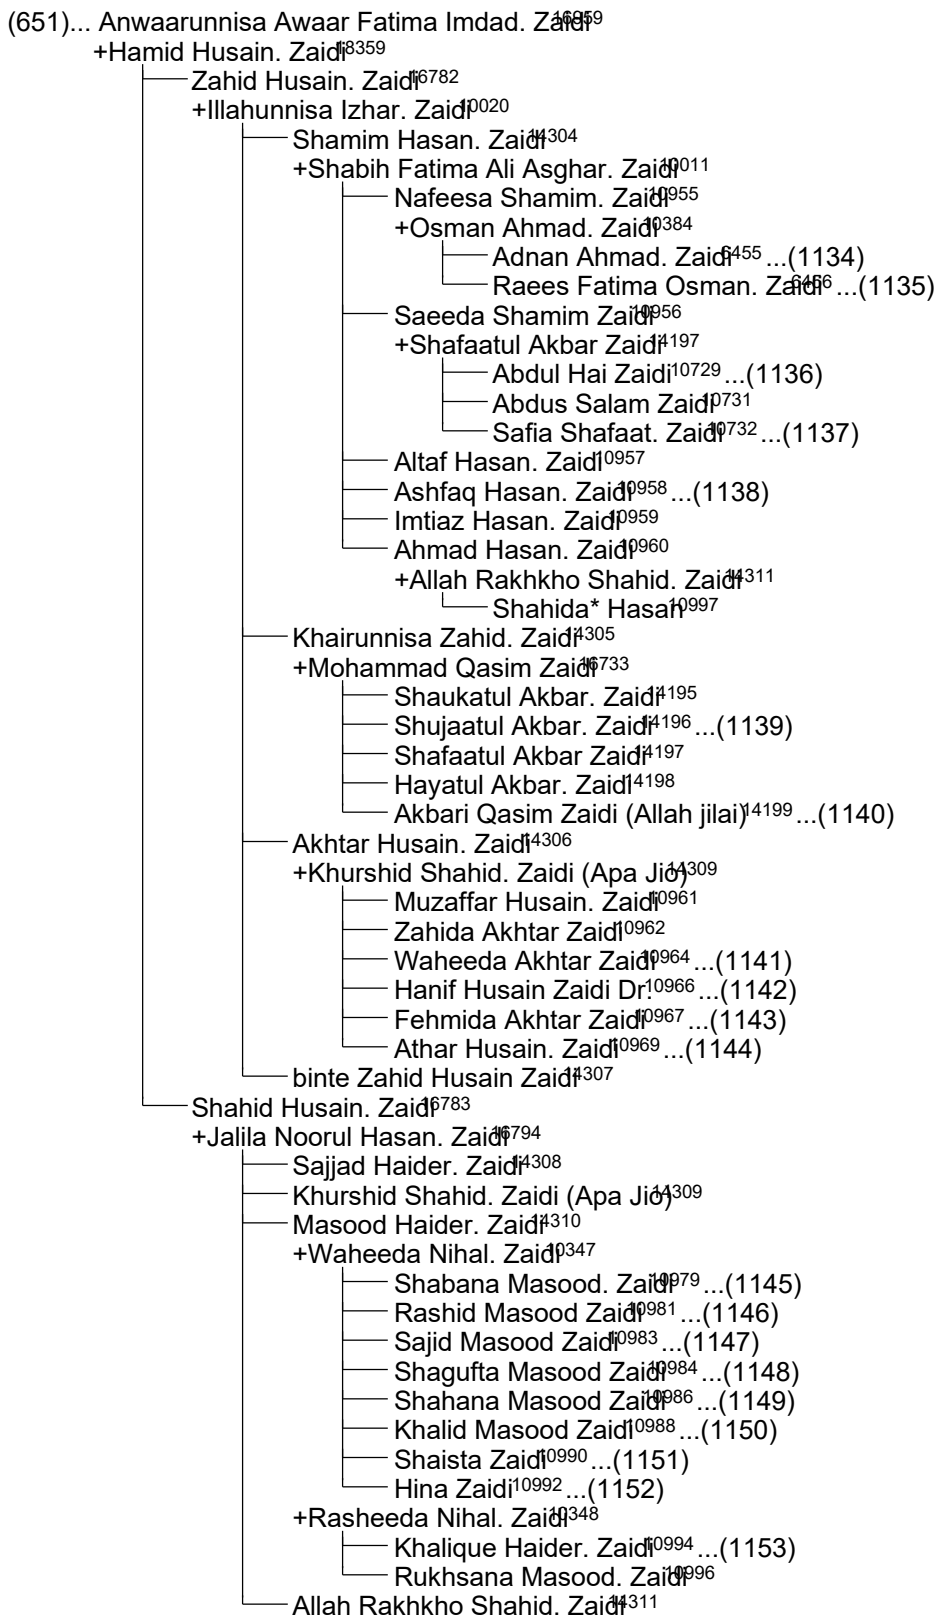 (651)... Anwaarunnisa Awaar Fatima Imdad. Zaidi16959
+Hamid Husain. Zaidi18359
Zahid Husain. Zaidi16782
+Illahunnisa Izhar. Zaidi10020
Shamim Hasan. Zaidi14304
+Shabih Fatima Ali Asghar. Zaidi10011
Nafeesa Shamim. Zaidi10955
+Osman Ahmad. Zaidi10384
Adnan Ahmad. Zaidi6455 ...(1134)
Raees Fatima Osman. Zaidi6466 ...(1135)
Saeeda Shamim Zaidi10956
+Shafaatul Akbar Zaidi14197
Abdul Hai Zaidi10729 ...(1136)
Abdus Salam Zaidi10731
Safia Shafaat. Zaidi10732 ...(1137)
Altaf Hasan. Zaidi10957
Ashfaq Hasan. Zaidi10958 ...(1138)
Imtiaz Hasan. Zaidi10959
Ahmad Hasan. Zaidi10960
+Allah Rakhkho Shahid. Zaidi14311
Shahida* Hasan10997
Khairunnisa Zahid. Zaidi14305
+Mohammad Qasim Zaidi16733
Shaukatul Akbar. Zaidi14195
Shujaatul Akbar. Zaidi14196 ...(1139)
Shafaatul Akbar Zaidi14197
Hayatul Akbar. Zaidi14198
Akbari Qasim Zaidi (Allah jilai)14199 ...(1140)
Akhtar Husain. Zaidi14306
+Khurshid Shahid. Zaidi (Apa Jio)14309
Muzaffar Husain. Zaidi10961
Zahida Akhtar Zaidi10962
Waheeda Akhtar Zaidi10964 ...(1141)
Hanif Husain Zaidi Dr.10966 ...(1142)
Fehmida Akhtar Zaidi10967 ...(1143)
Athar Husain. Zaidi10969 ...(1144)
binte Zahid Husain Zaidi14307
Shahid Husain. Zaidi16783
+Jalila Noorul Hasan. Zaidi16794
Sajjad Haider. Zaidi14308
Khurshid Shahid. Zaidi (Apa Jio)14309
Masood Haider. Zaidi14310
+Waheeda Nihal. Zaidi10347
Shabana Masood. Zaidi10979 ...(1145)
Rashid Masood Zaidi10981 ...(1146)
Sajid Masood Zaidi10983 ...(1147)
Shagufta Masood Zaidi10984 ...(1148)
Shahana Masood Zaidi10986 ...(1149)
Khalid Masood Zaidi10988 ...(1150)
Shaista Zaidi10990 ...(1151)
Hina Zaidi10992 ...(1152)
+Rasheeda Nihal. Zaidi10348
Khalique Haider. Zaidi10994 ...(1153)
Rukhsana Masood. Zaidi10996
Allah Rakhkho Shahid. Zaidi14311